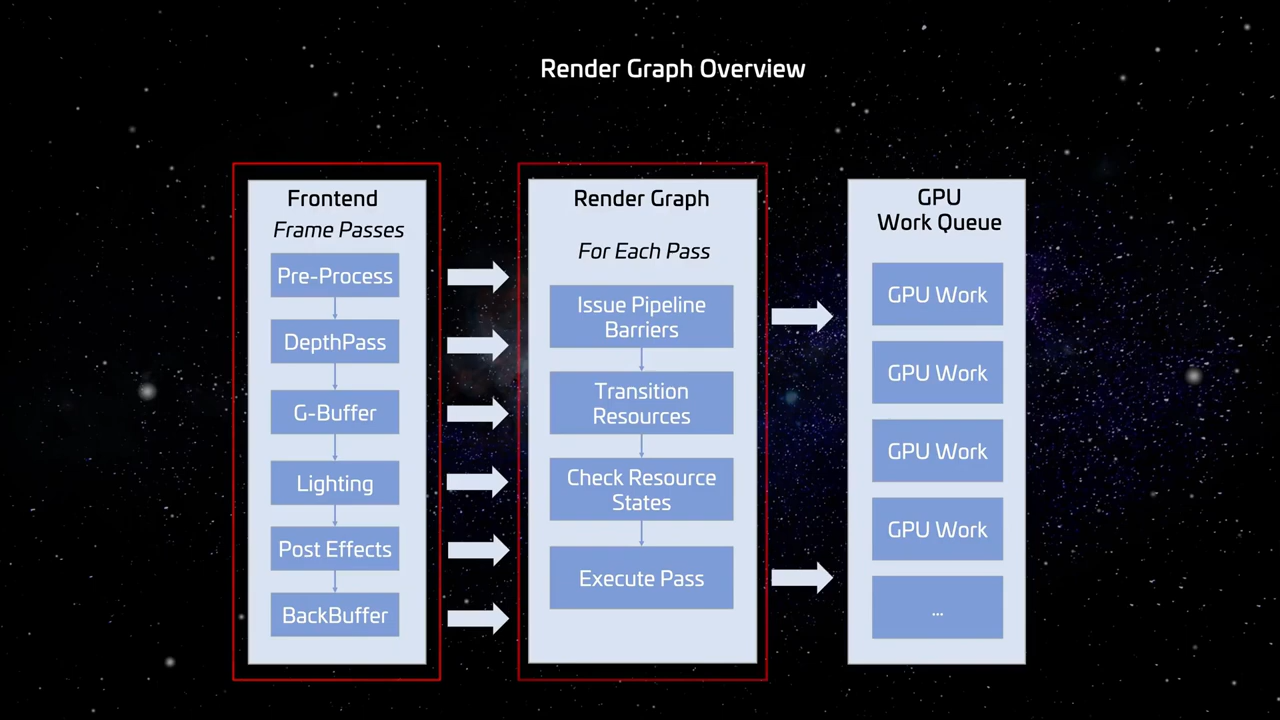 Render Graph Overview
Frontend
Frame Passes
Pre-Process
DepthPass
G-Buffer
Lighting
Post Effects
BackBuffer
Render Graph
For Each Pass
Issue Pipeline
Barriers
Transition
Resources
Check Resource
States
Execute Pass
GPU
Work Queue
GPU Work
GPU Work
GPU Work
GPU Work
...